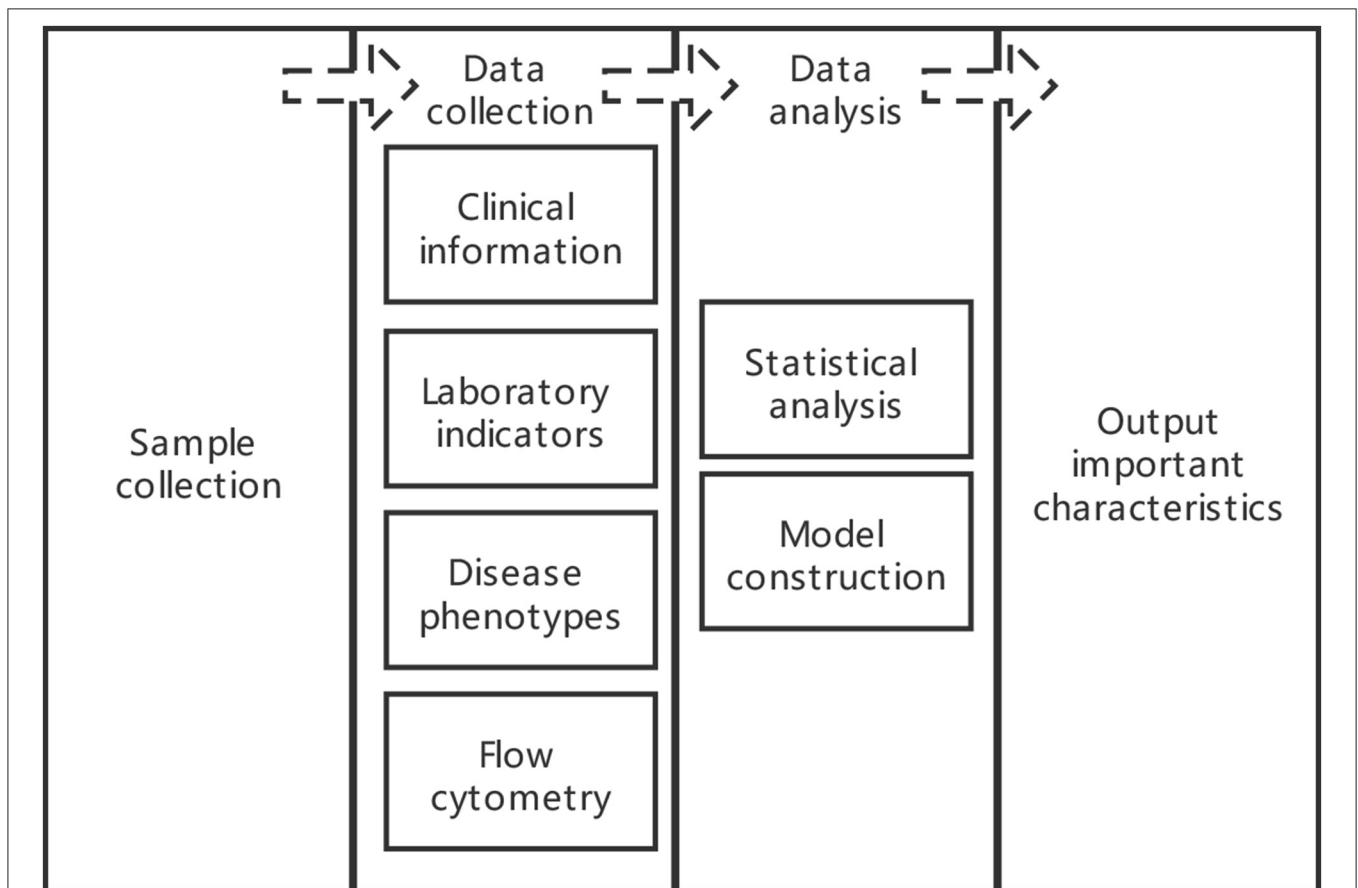 Sample
collection
Data
collection
Clinical
information
Laboratory
indicators
Disease
phenotypes
Flow
cytometry
Data
analysis
Statistical
analysis
Model
construction
Output
important
characteristics